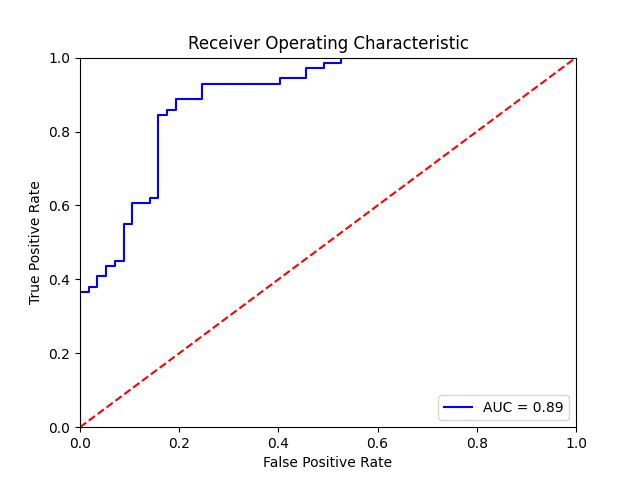 Receiver Operating Characteristic
1.0
0.8
0.6
0.4
0.2
0.0
True Positive Rate
AUC = 0.89
0.0 0.2 0.4 0.6 0.8 1.0
False Positive Rate